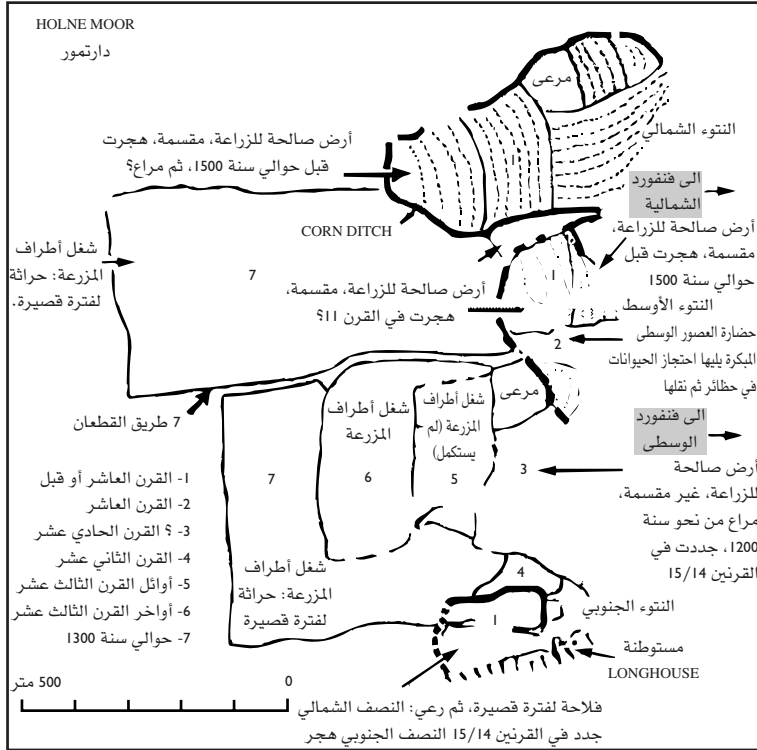 HOLNE MOOR
دارتمور
مرعى
النتوء الشمالي
أرض صالحة للزراعة، مقسمة، هجرت
قبل حوالي سنة 1500، ثم مراع؟
الى فنفورد
الشمالية
CORN DITCH
أرض صالحة للزراعة،
مقسمة، هجرت قبل
حوالي سنة 1500
شغل أطراف
المزرعة: حراثة
لفترة قصيرة.
7
أرض صالحة للزراعة، مقسمة،
هجرت في القرن 11؟
1
النتوء الأوسط
2
حضارة العصور الوسطى
المبكرة يليها احتجاز الحيوانات
في حظائر ثم نقلها
7 طريق القطعان
شغل أطراف
المزرعة
6
شغل أطراف
المزرعة (لم
يستكمل)
5
مرعى
الى فنفورد
الوسطى
3
أرض صالحة
للزراعة، غير مقسمة،
مراع من نحو سنة
1200، جددت في
القرنين 15/14
7
شغل أطراف
المزرعة: حراثة
لفترة قصيرة
1- القرن العاشر أو قبل
2- القرن العاشر
3- ؟ القرن الحادي عشر
4- القرن الثاني عشر
5- أوائل القرن الثالث عشر
6- أواخر القرن الثالث عشر
7- حوالي سنة 1300
4
1
النتوء الجنوبي
مستوطنة
LONGHOUSE
500 متر
0
فلاحة لفترة قصيرة، ثم رعي: النصف الشمالي
جدد في القرنين 15/14 النصف الجنوبي هجر